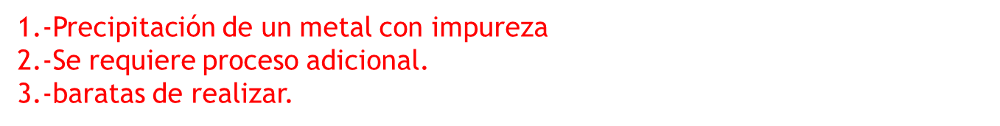 1.-Precipitación de un metal con impureza
2.-Se requiere proceso adicional.
3.-baratas de realizar.